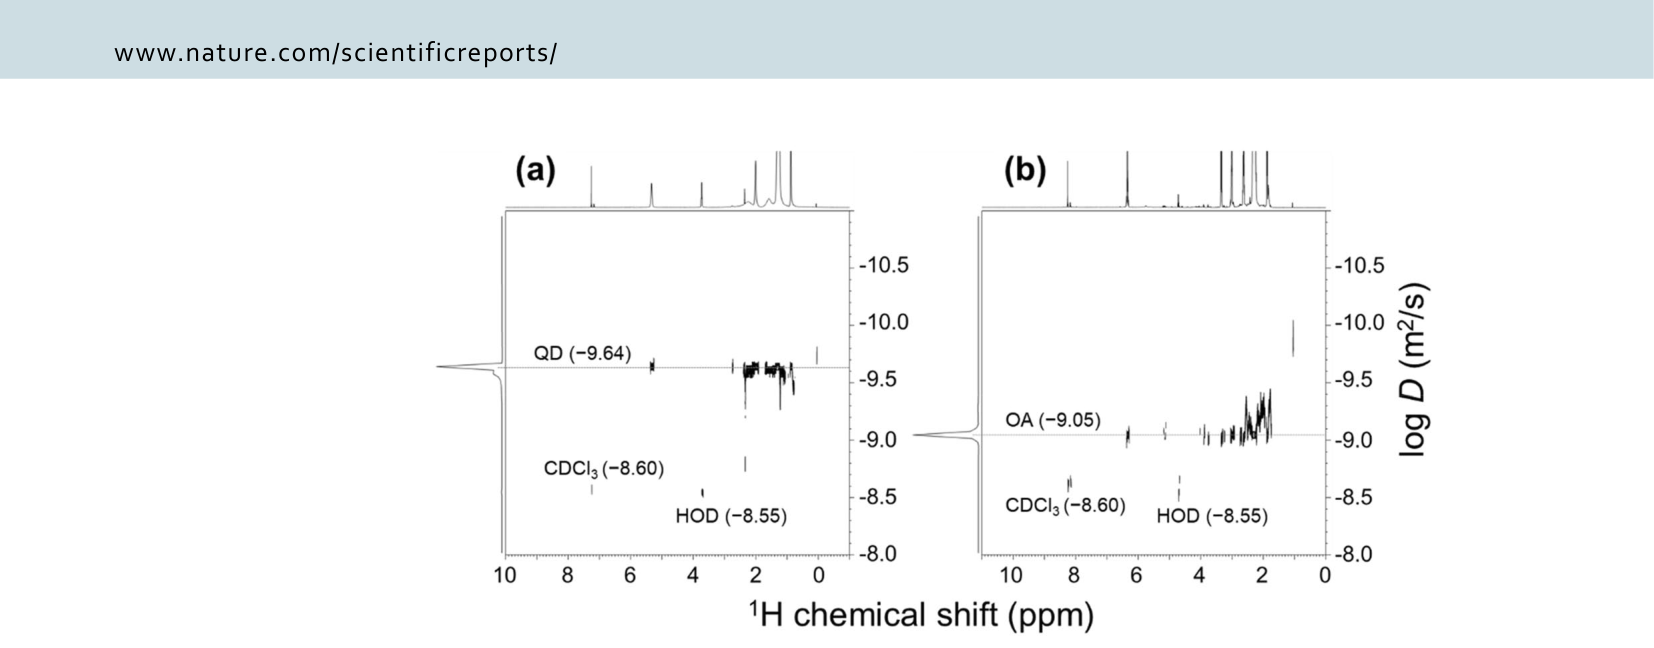 www.nature.com/scientificreports/
(a)
(b)
-10.5
-10.0
-9.5
-9.0
-8.5
-8.0
QD (−9.64)
CDCl₃ (−8.60)
HOD (−8.55)
10 8 6 4 2 0
-10.5
-10.0
-9.5
-9.0
-8.5
-8.0
OA (−9.05)
CDCl₃ (−8.60)
HOD (−8.55)
10 8 6 4 2 0
log D (m²/s)
¹H chemical shift (ppm)